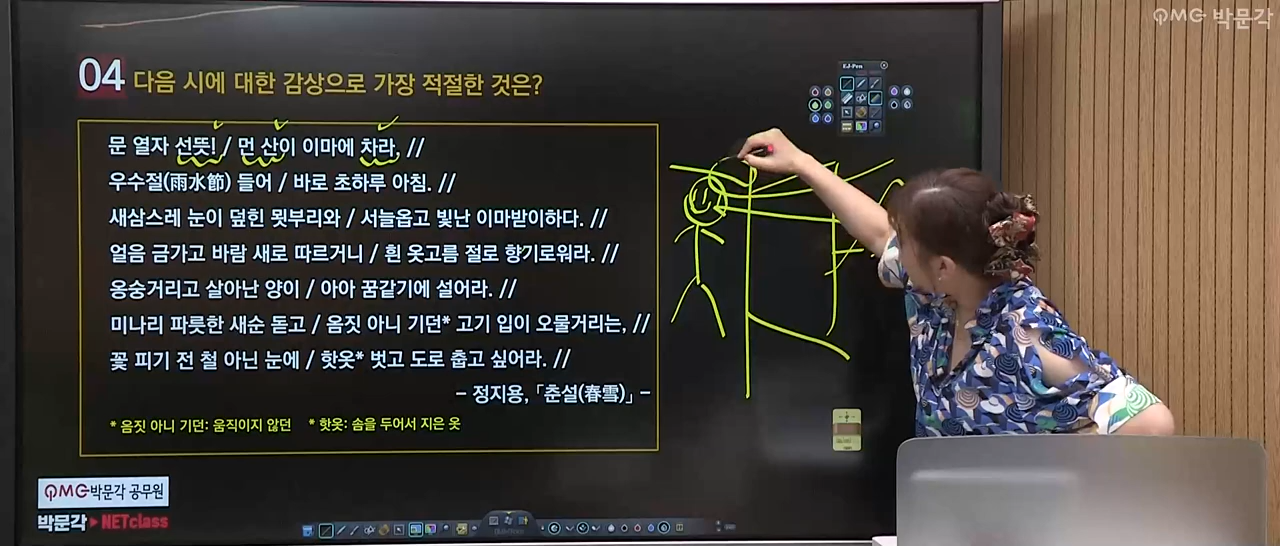 QMG 박문각
04 다음 시에 대한 감상으로 가장 적절한 것은?
EJ-Pen
문 열자 선뜻! / 먼 산이 이마에 차라, //
우수절(雨水節) 들어 / 바로 초하루 아침. //
새삼스레 눈이 덮힌 묏부리와 / 서늘옵고 빛난 이마받이하다. //
얼음 금가고 바람 새로 따르거니 / 흰 옷고름 절로 향기로워라. //
옹숭거리고 살아난 양이 / 아아 꿈같기에 설어라. //
미나리 파릇한 새순 돋고 / 옴짓 아니 기던* 고기 입이 오물거리는, //
꽃 피기 전 철 아닌 눈에 / 핫옷* 벗고 도로 춥고 싶어라. //
– 정지용, 「춘설(春雪)」 –
* 옴짓 아니 기던: 움직이지 않던 * 핫옷: 솜을 두어서 지은 옷
QMG 박문각 공무원
박문각 ▶ NETclass